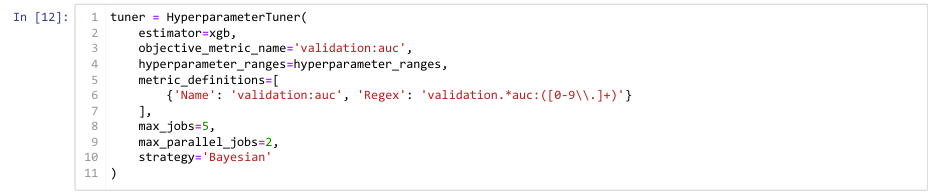 In [12]:
1 tuner = HyperparameterTuner(
2     estimator=xgb,
3     objective_metric_name='validation:auc',
4     hyperparameter_ranges=hyperparameter_ranges,
5     metric_definitions=[
6         {'Name': 'validation:auc', 'Regex': 'validation.*auc:([0-9\\.]+)'}
7     ],
8     max_jobs=5,
9     max_parallel_jobs=2,
10     strategy='Bayesian'
11 )